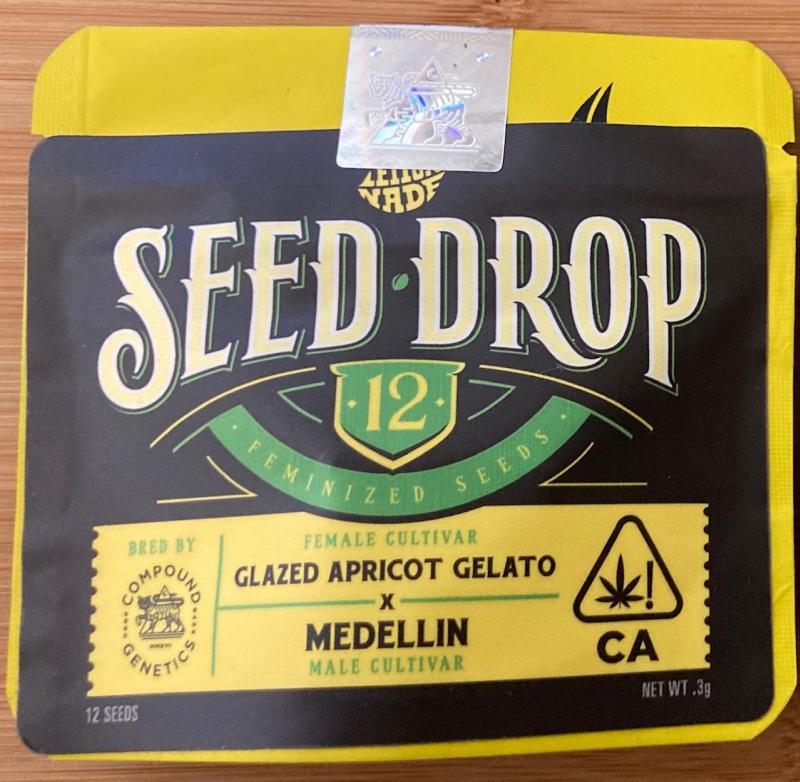 NADE
SEED DROP
12
FEMINIZED SEEDS
BRED BY
COMPOUND
GENETICS
FEMALE CULTIVAR
GLAZED APRICOT GELATO
X
MEDELLIN
MALE CULTIVAR
!
CA
12 SEEDS
NET WT .3g